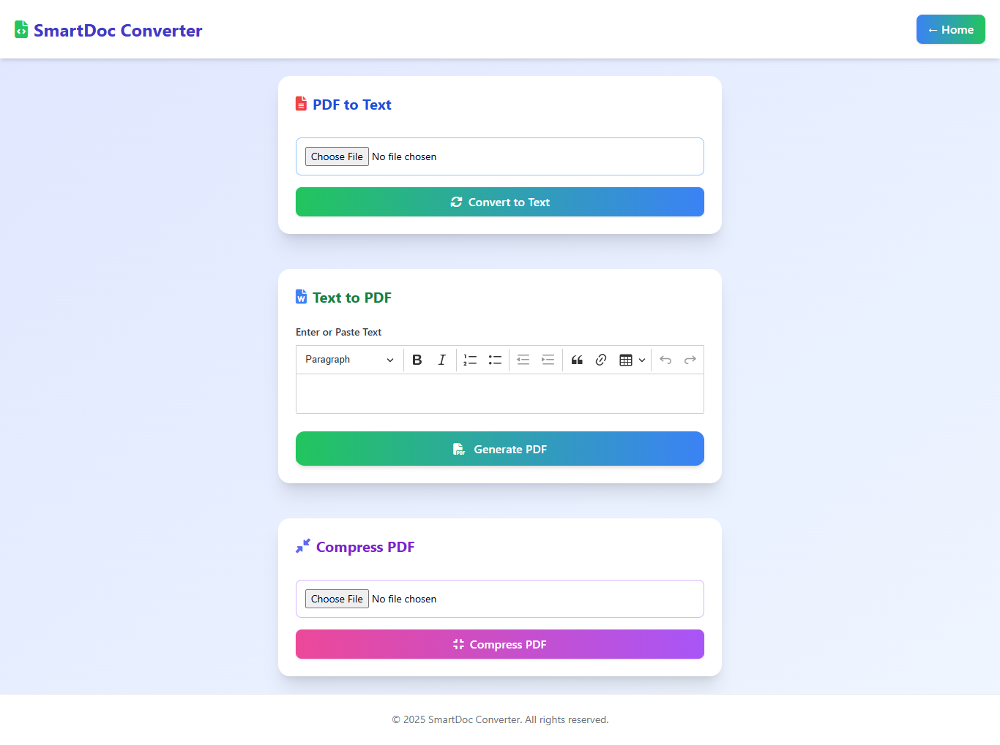 SmartDoc Converter
← Home
PDF to Text
Choose File No file chosen
Convert to Text
Text to PDF
Enter or Paste Text
Paragraph
Generate PDF
Compress PDF
Choose File No file chosen
Compress PDF
© 2025 SmartDoc Converter. All rights reserved.